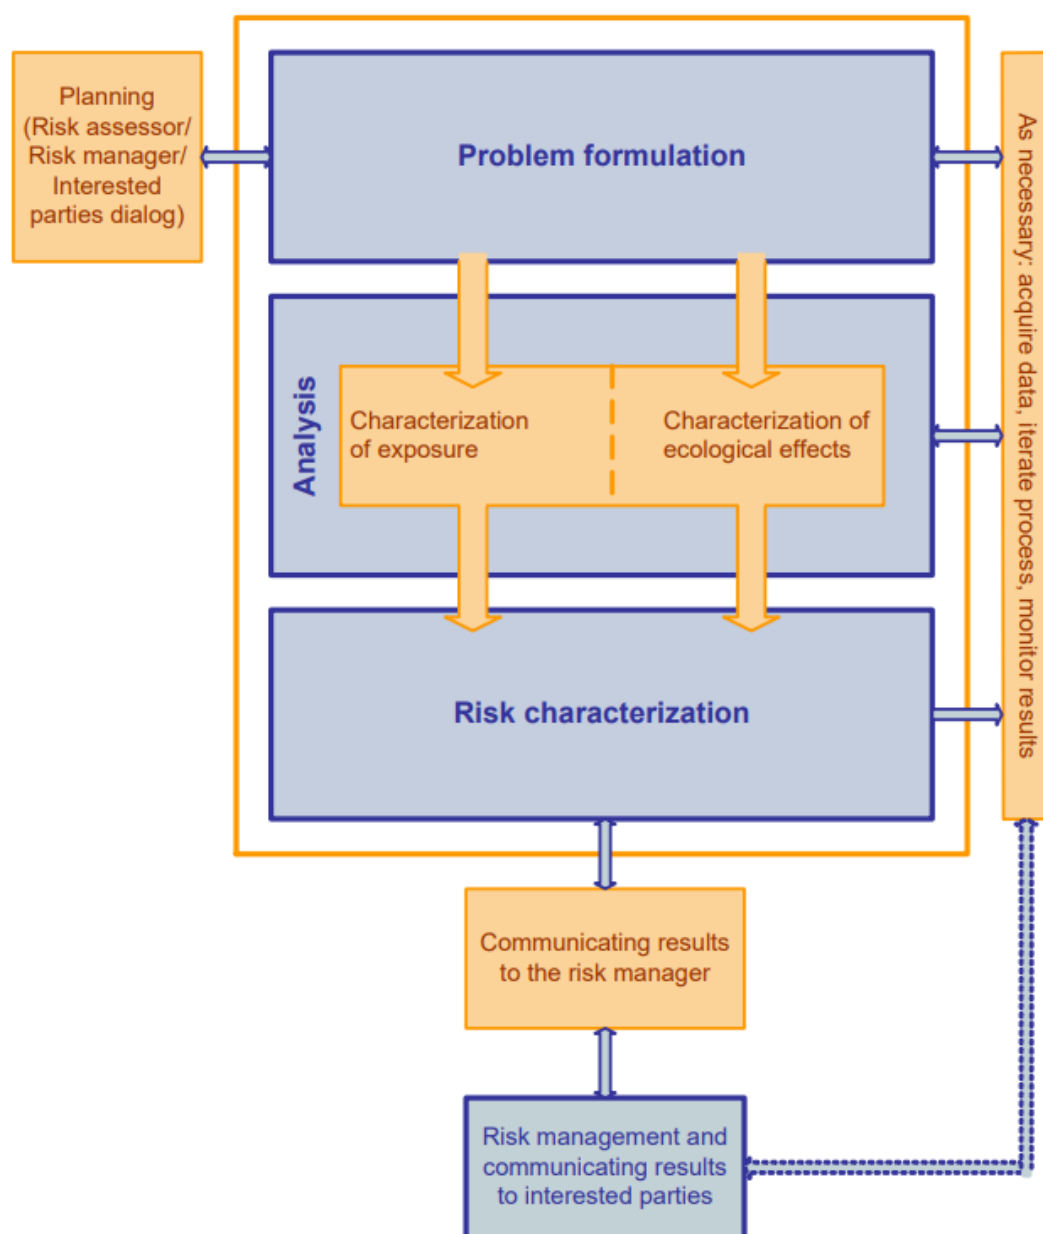 Planning
(Risk assessor/
Risk manager/
Interested
parties dialog)
Problem formulation
As necessary: acquire data, iterate process, monitor results
Analysis
Characterization
of exposure
Characterization of
ecological effects
Risk characterization
Communicating results
to the risk manager
Risk management and
communicating results
to interested parties